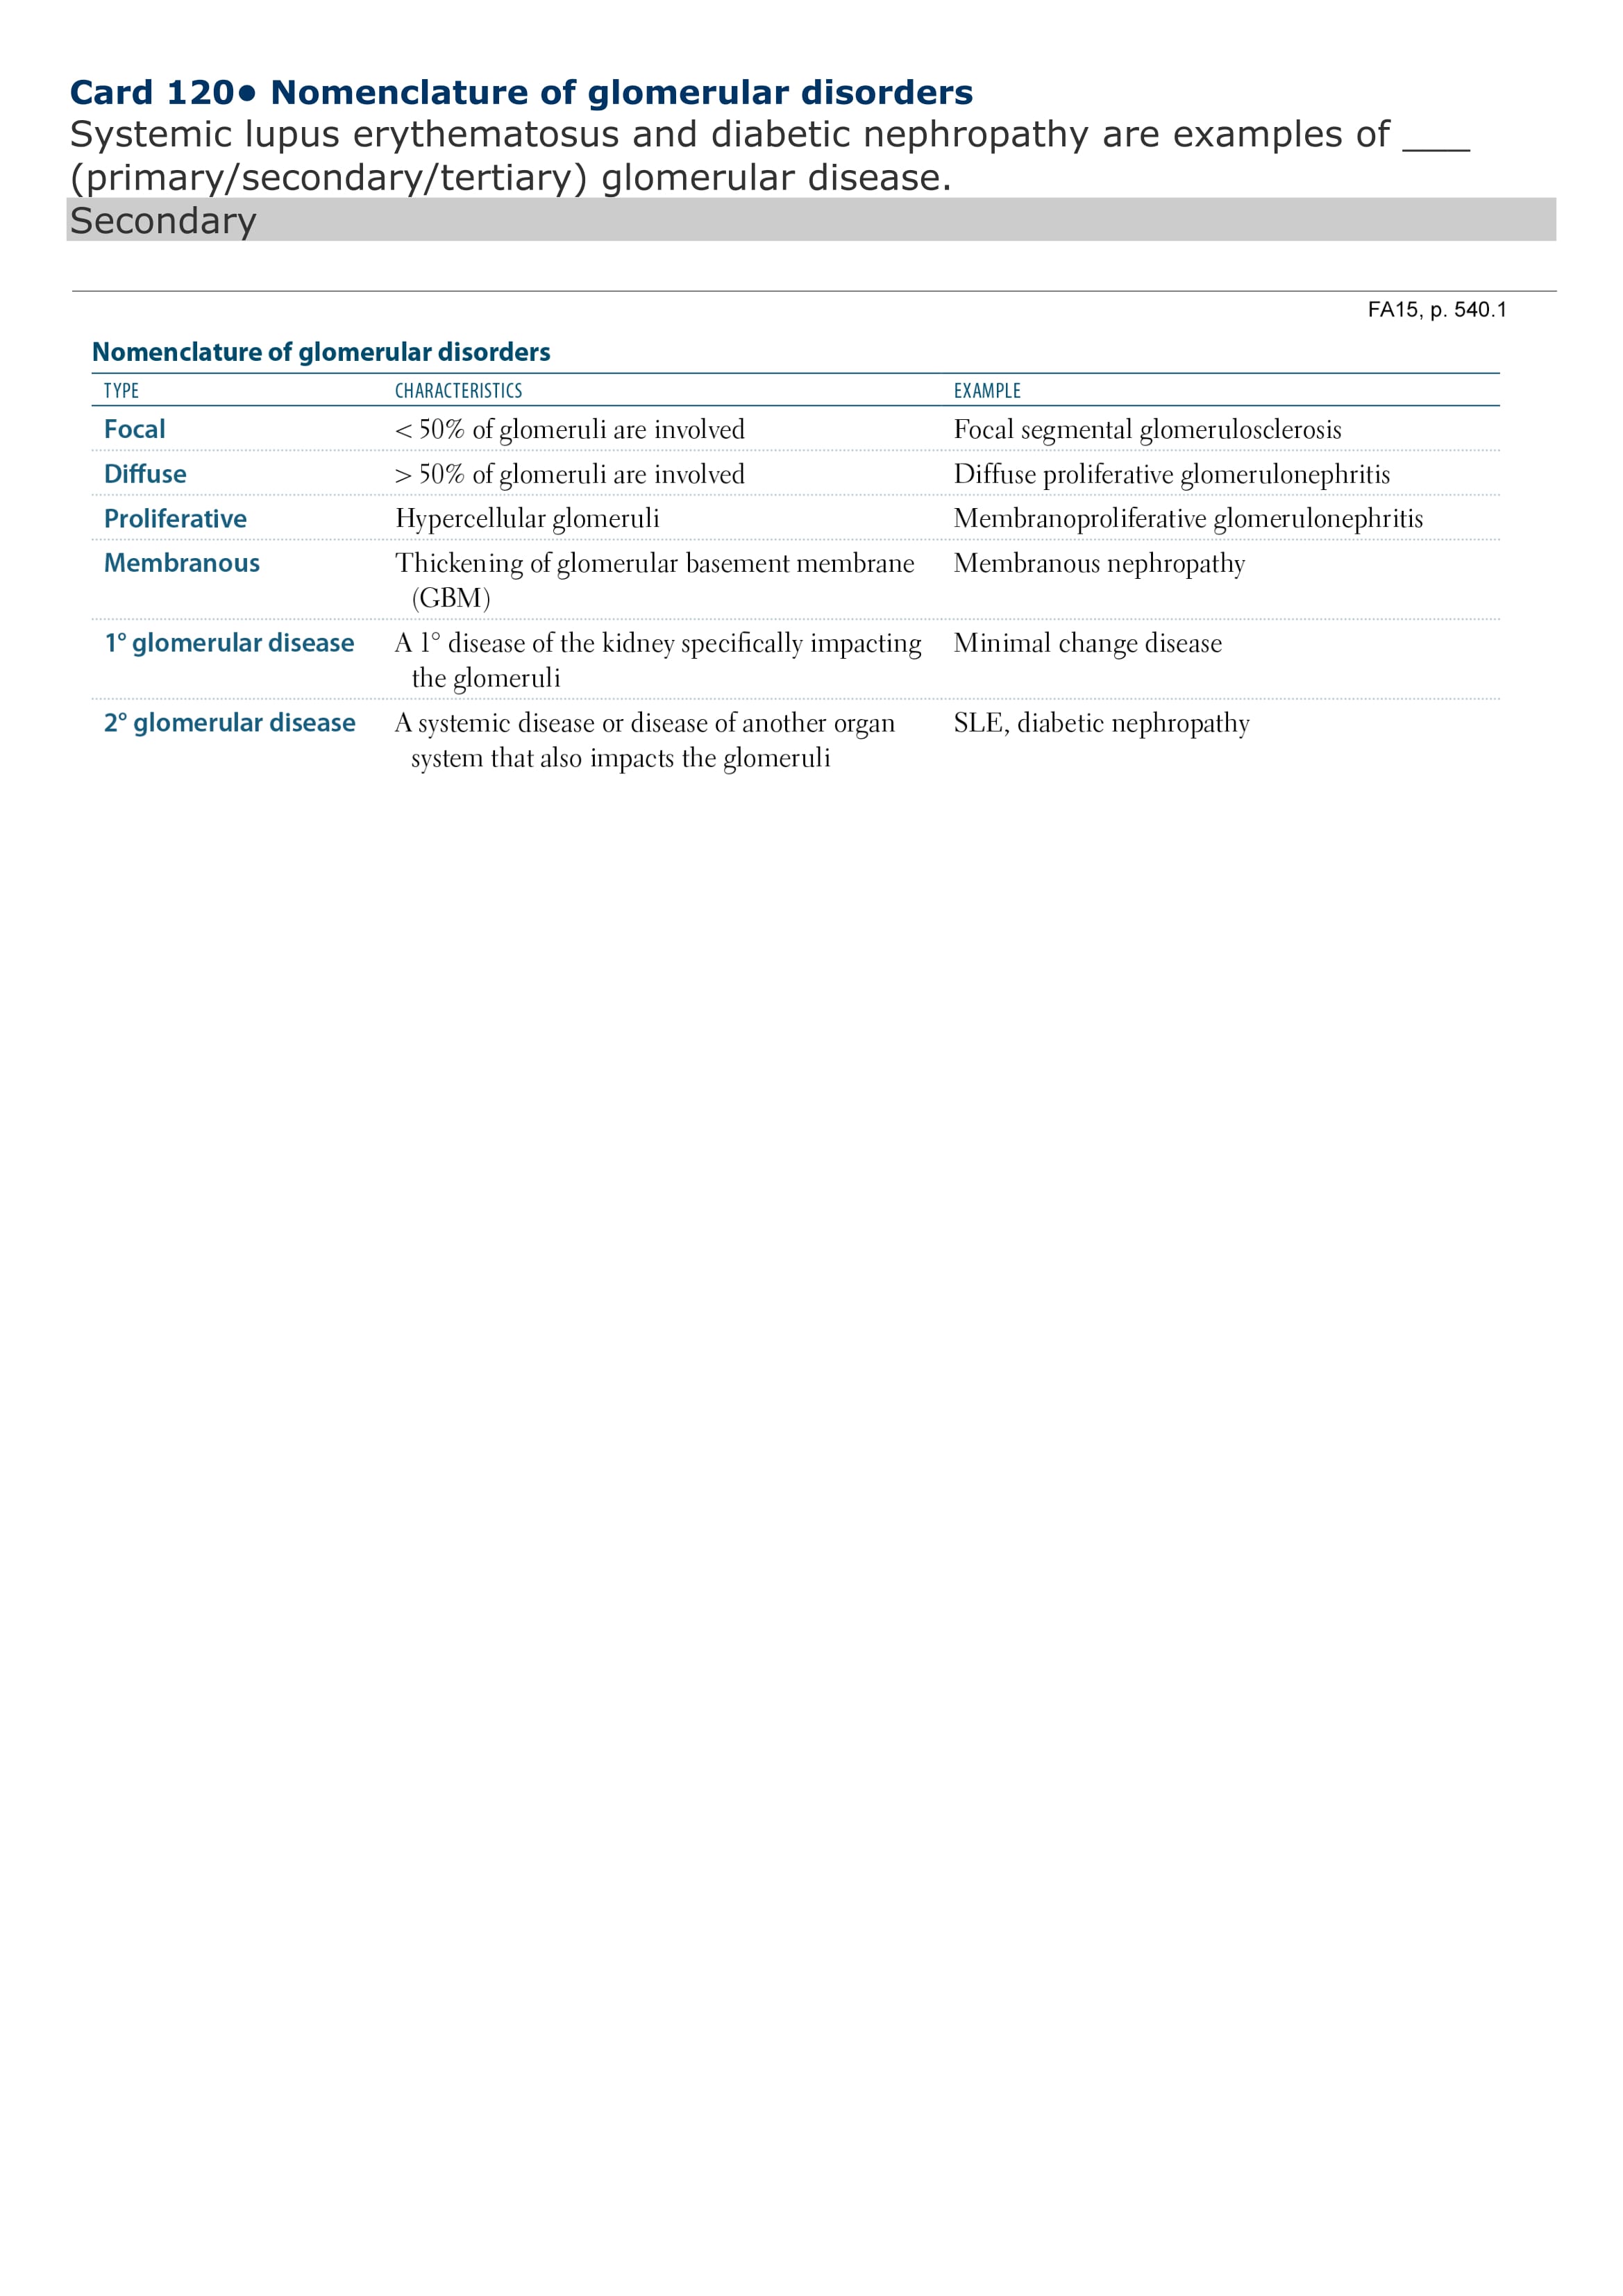 Card 120• Nomenclature of glomerular disorders
Systemic lupus erythematosus and diabetic nephropathy are examples of ____
(primary/secondary/tertiary) glomerular disease.
Secondary
FA15, p. 540.1
Nomenclature of glomerular disorders
TYPE CHARACTERISTICS EXAMPLE
Focal < 50% of glomeruli are involved Focal segmental glomerulosclerosis
Diffuse > 50% of glomeruli are involved Diffuse proliferative glomerulonephritis
Proliferative Hypercellular glomeruli Membranoproliferative glomerulonephritis
Membranous Thickening of glomerular basement membrane Membranous nephropathy
(GBM)
1° glomerular disease A 1° disease of the kidney specifically impacting Minimal change disease
the glomeruli
2° glomerular disease A systemic disease or disease of another organ SLE, diabetic nephropathy
system that also impacts the glomeruli